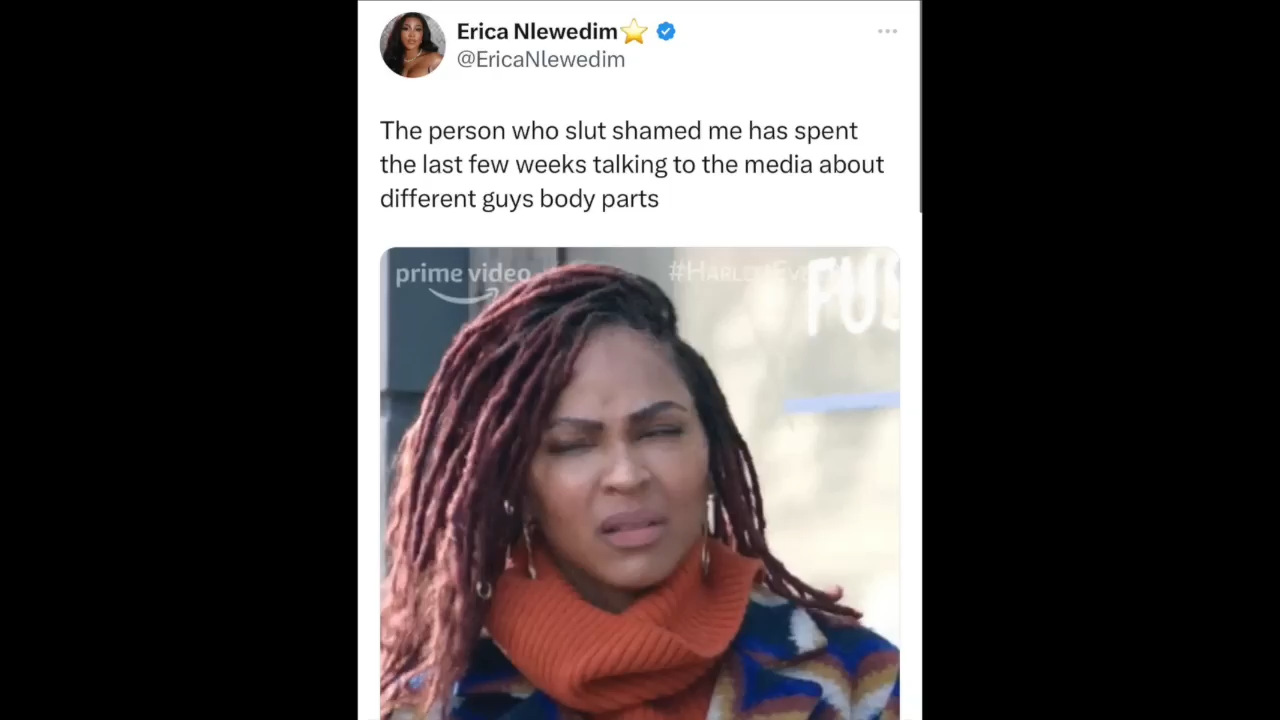 Erica Nlewedim⭐
@EricaNlewedim
The person who slut shamed me has spent
the last few weeks talking to the media about
different guys body parts
prime video